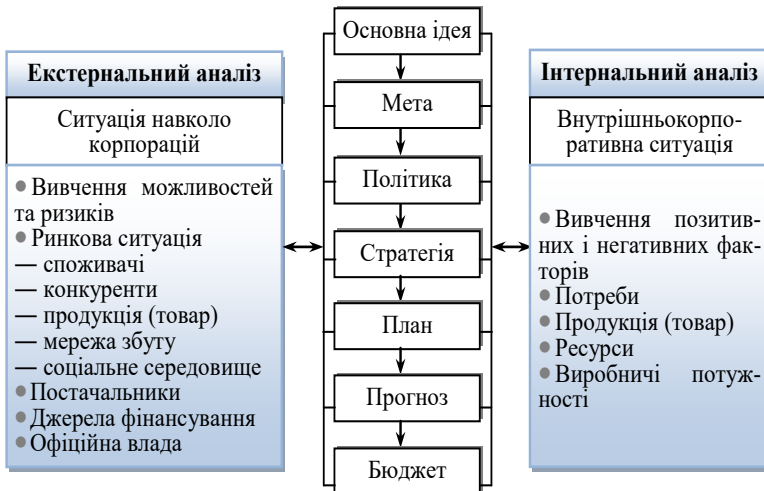 Екстернальний аналіз
Ситуація навколо
корпорацій
● Вивчення можливостей
та ризиків
● Ринкова ситуація
— споживачі
— конкуренти
— продукція (товар)
— мережа збуту
— соціальне середовище
● Постачальники
● Джерела фінансування
● Офіційна влада
Основна ідея
Мета
Політика
Стратегія
План
Прогноз
Бюджет
Інтернальний аналіз
Внутрішньокорпо-
ративна ситуація
● Вивчення позитив-
них і негативних фак-
торів
● Потреби
● Продукція (товар)
● Ресурси
● Виробничі потуж-
ності